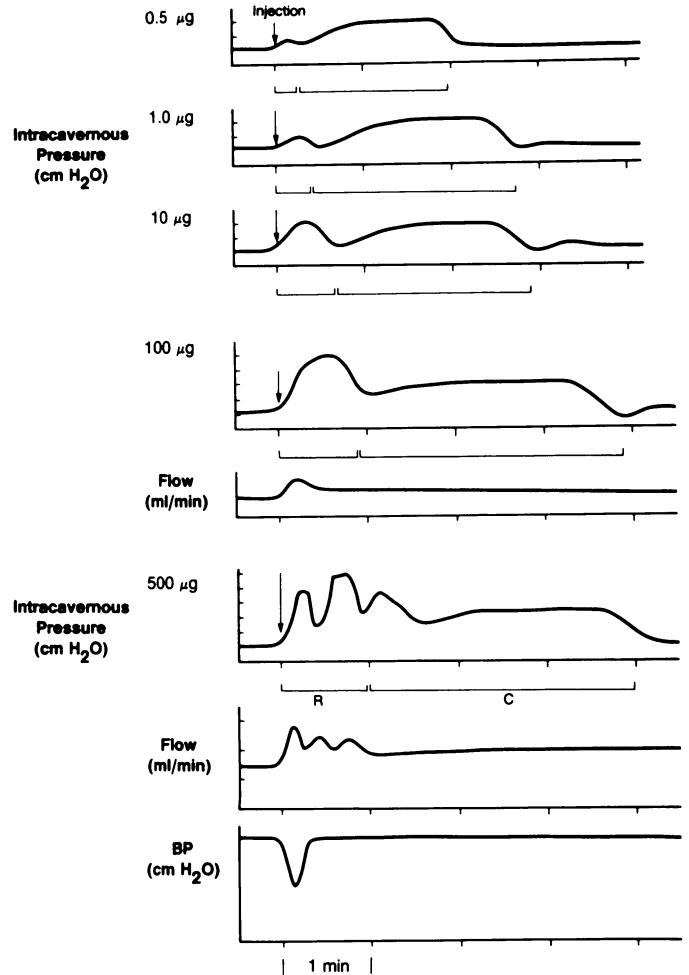 0.5 μg
Injection
1.0 μg
Intracavernous
Pressure
(cm H2O)
10 μg
100 μg
Flow
(ml/min)
500 μg
Intracavernous
Pressure
(cm H2O)
R
C
Flow
(ml/min)
BP
(cm H2O)
1 min